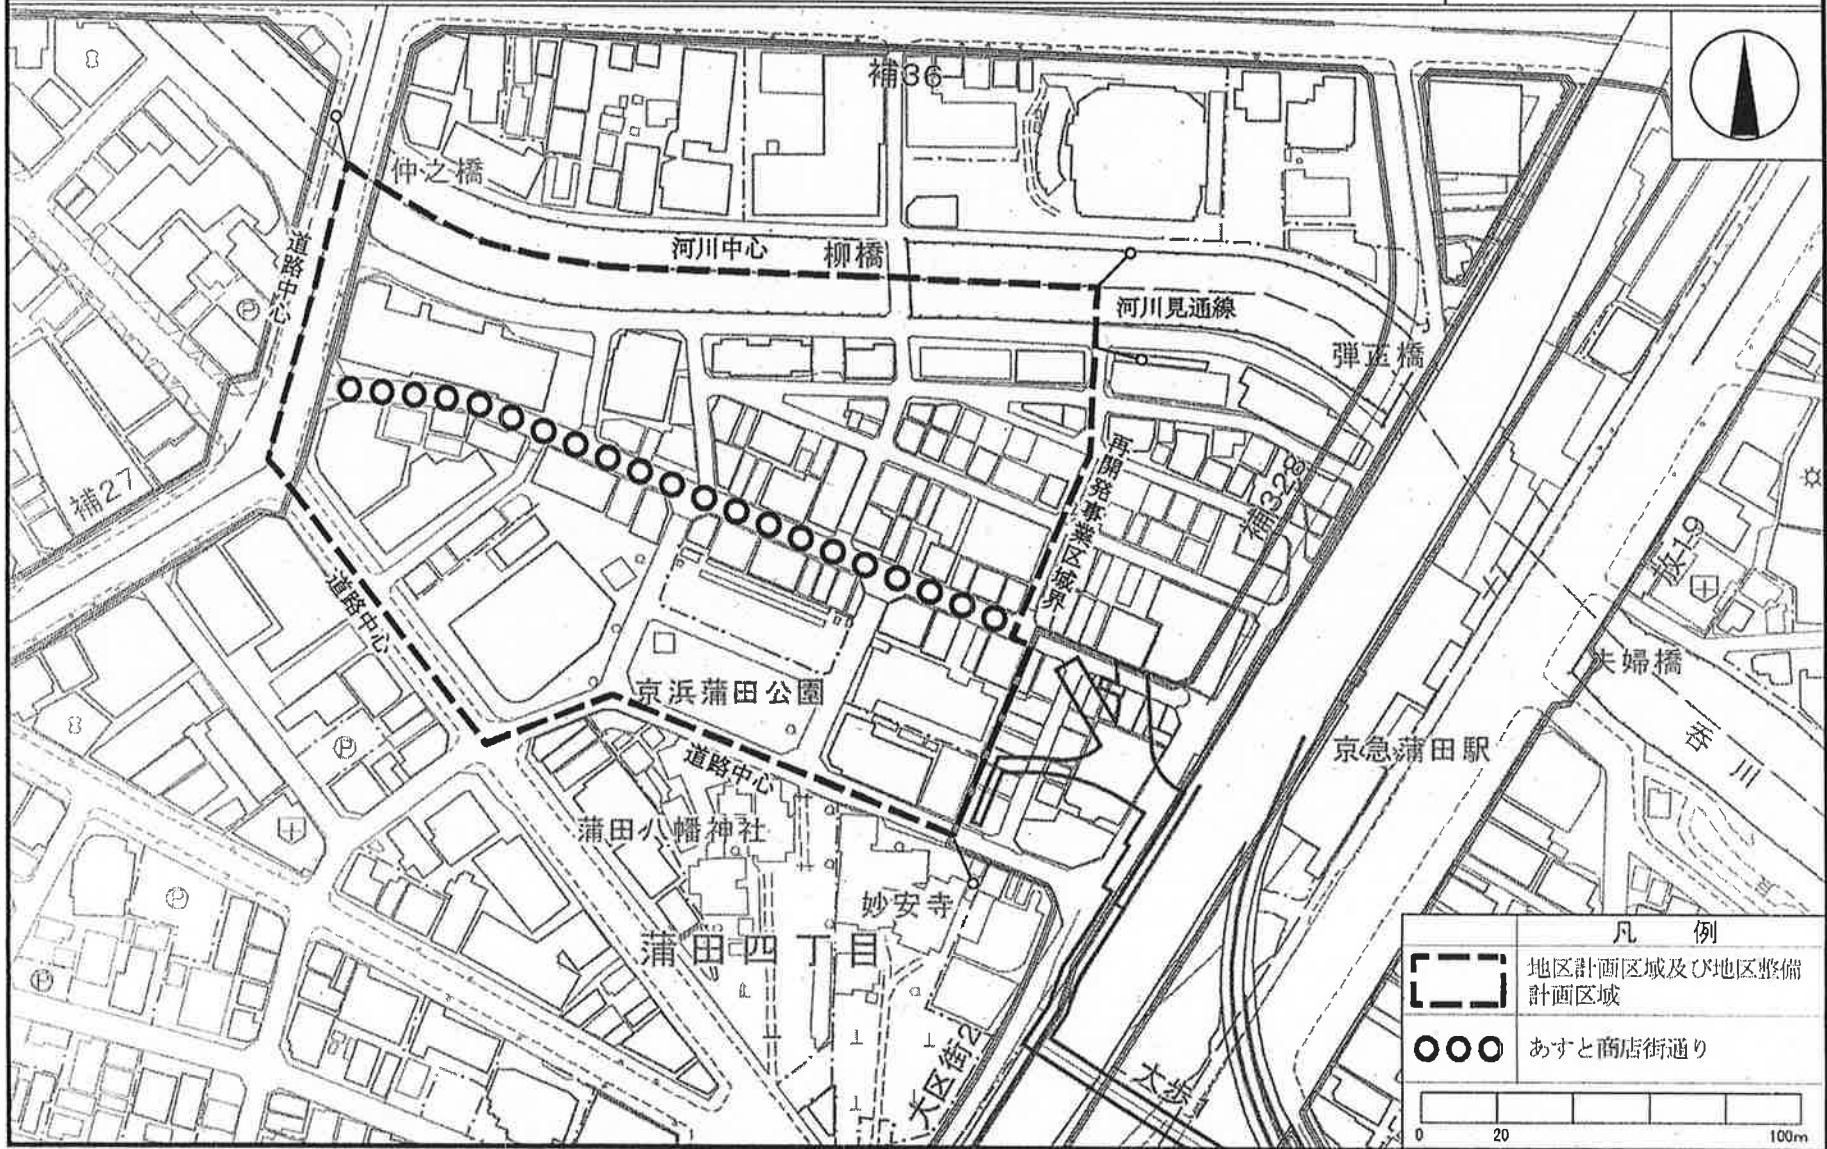 補36
仲之橋
道路中心
河川中心
柳橋
河川見通線
弾正橋
補27
再開発事業区域界
補328
道路中心
夫婦橋
京浜蒲田公園
道路中心
京急蒲田駅
呑川
蒲田八幡神社
妙安寺
蒲田四丁目
大区街2
凡 例
地区計画区域及び地区整備
計画区域
あすと商店街通り
0 20 100m